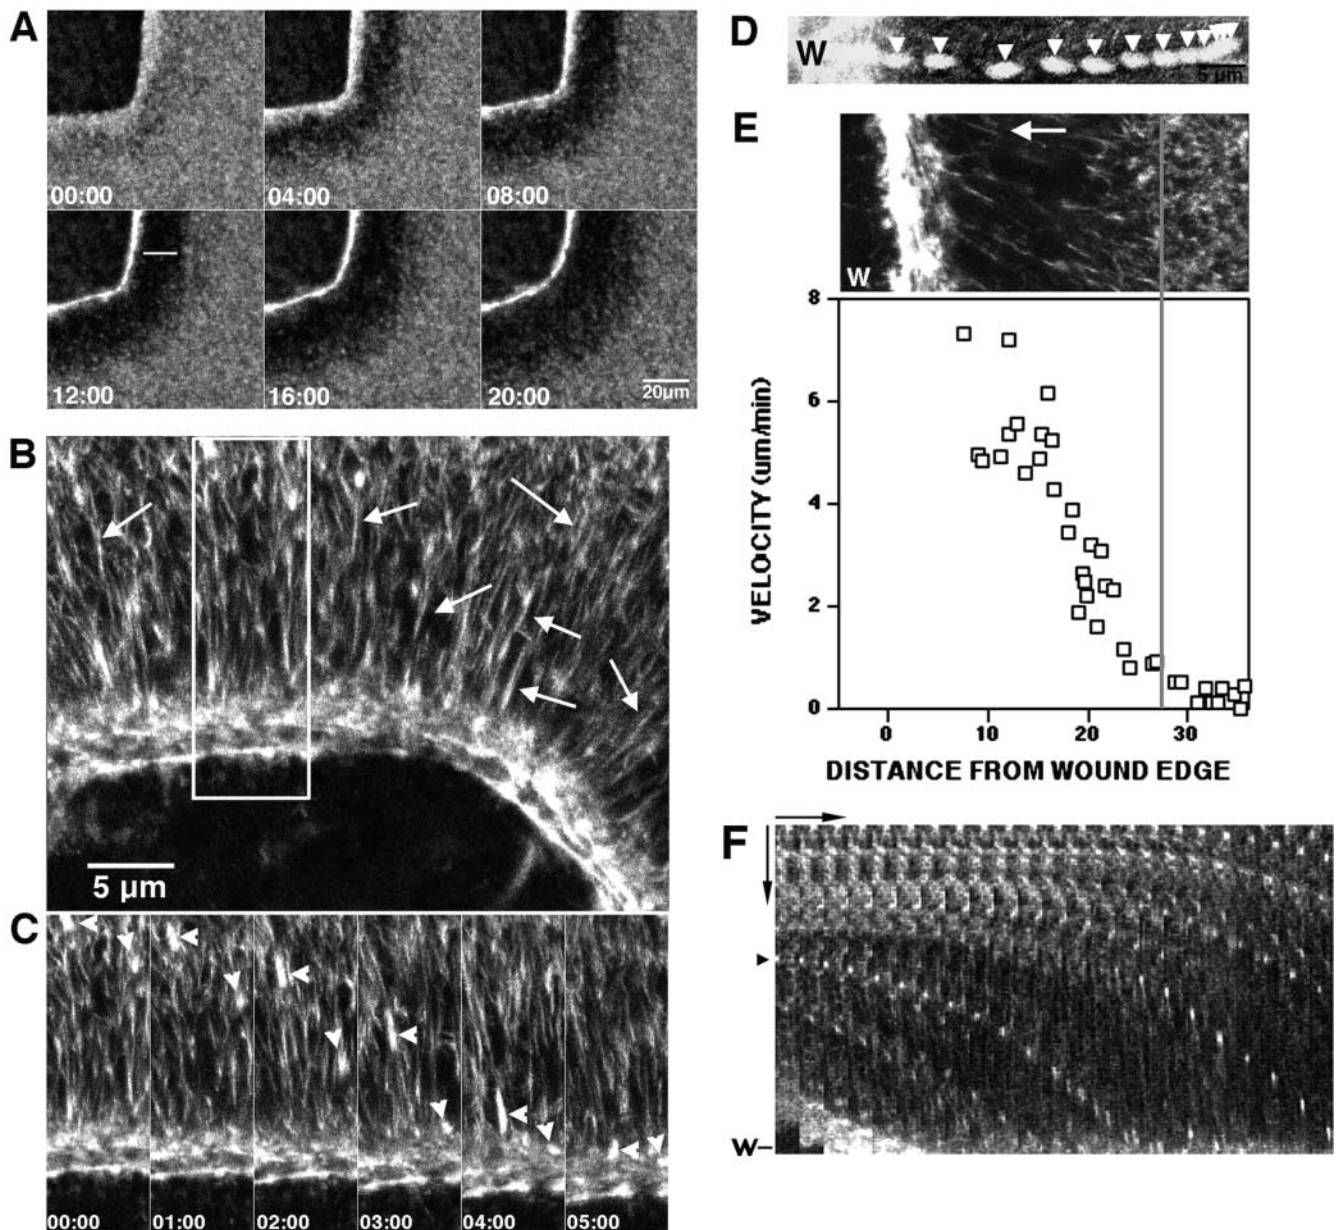 A
00:00
04:00
08:00
12:00
16:00
20:00
20μm
B
5 μm
C
00:00
01:00
02:00
03:00
04:00
05:00
D
W
5 μm
E
W
8
6
4
2
0
VELOCITY (um/min)
0
10
20
30
DISTANCE FROM WOUND EDGE
F
W